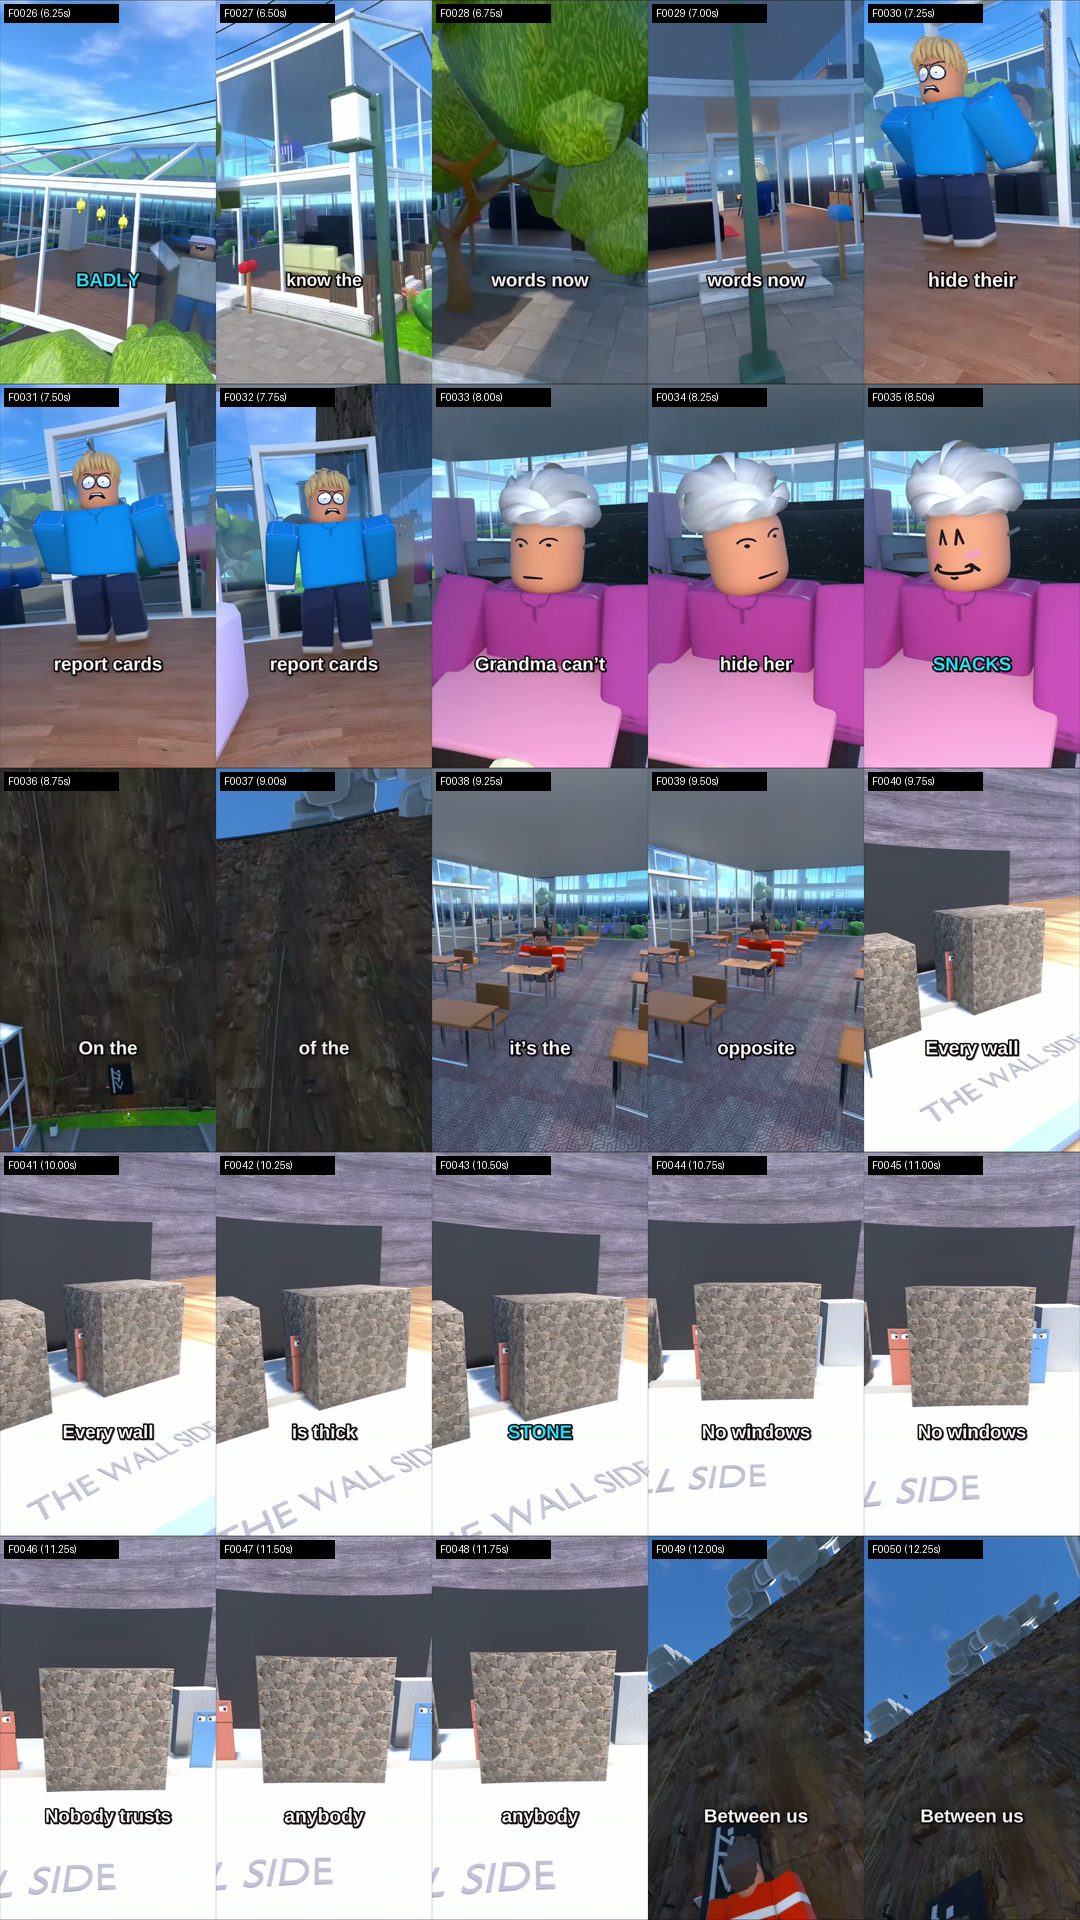 F0026 (6.25s)
BADLY
F0027 (6.50s)
know the
F0028 (6.75s)
words now
F0029 (7.00s)
words now
F0030 (7.25s)
hide their
F0031 (7.50s)
report cards
F0032 (7.75s)
report cards
F0033 (8.00s)
Grandma can't
F0034 (8.25s)
hide her
F0035 (8.50s)
SNACKS
F0036 (8.75s)
On the
F0037 (9.00s)
of the
F0038 (9.25s)
it's the
F0039 (9.50s)
opposite
F0040 (9.75s)
Every wall
THE WALL SIDE
F0041 (10.00s)
Every wall
THE WALL SIDE
F0042 (10.25s)
is thick
THE WALL SIDE
F0043 (10.50s)
STONE
THE WALL SIDE
F0044 (10.75s)
No windows
LL SIDE
F0045 (11.00s)
No windows
L SIDE
F0046 (11.25s)
Nobody trusts
L SIDE
F0047 (11.50s)
anybody
L SIDE
F0048 (11.75s)
anybody
L SIDE
F0049 (12.00s)
Between us
F0050 (12.25s)
Between us